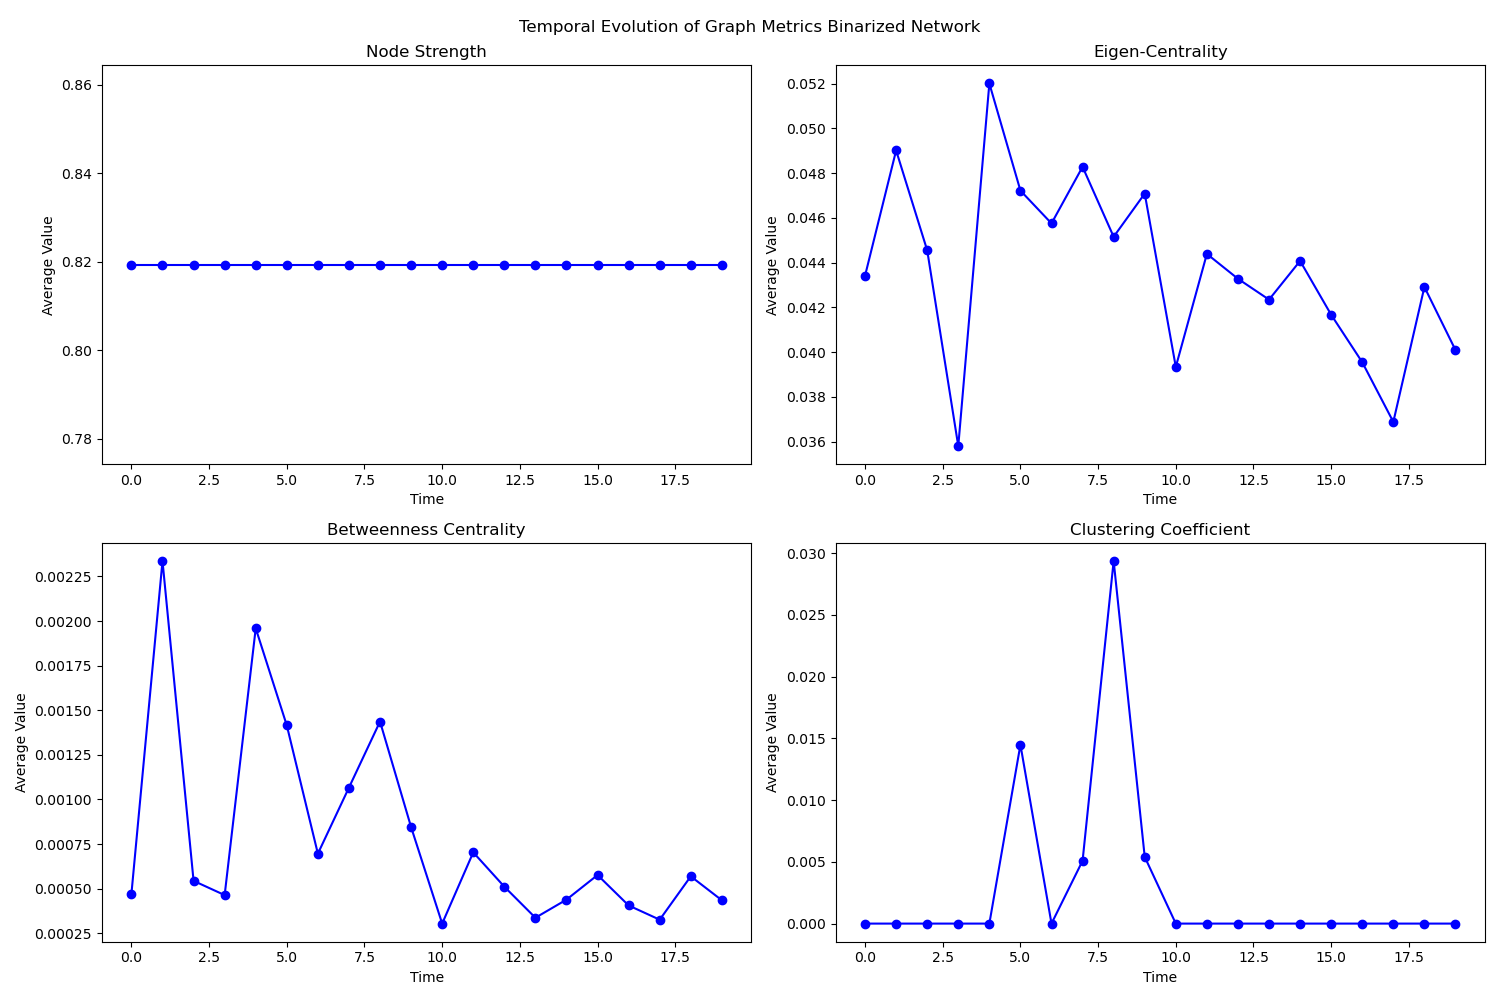 Temporal Evolution of Graph Metrics Binarized Network
Node Strength
Average Value
0.86
0.84
0.82
0.80
0.78
0.0 2.5 5.0 7.5 10.0 12.5 15.0 17.5
Time
Eigen-Centrality
Average Value
0.052
0.050
0.048
0.046
0.044
0.042
0.040
0.038
0.036
0.0 2.5 5.0 7.5 10.0 12.5 15.0 17.5
Time
Betweenness Centrality
Average Value
0.00225
0.00200
0.00175
0.00150
0.00125
0.00100
0.00075
0.00050
0.00025
0.0 2.5 5.0 7.5 10.0 12.5 15.0 17.5
Time
Clustering Coefficient
Average Value
0.030
0.025
0.020
0.015
0.010
0.005
0.000
0.0 2.5 5.0 7.5 10.0 12.5 15.0 17.5
Time